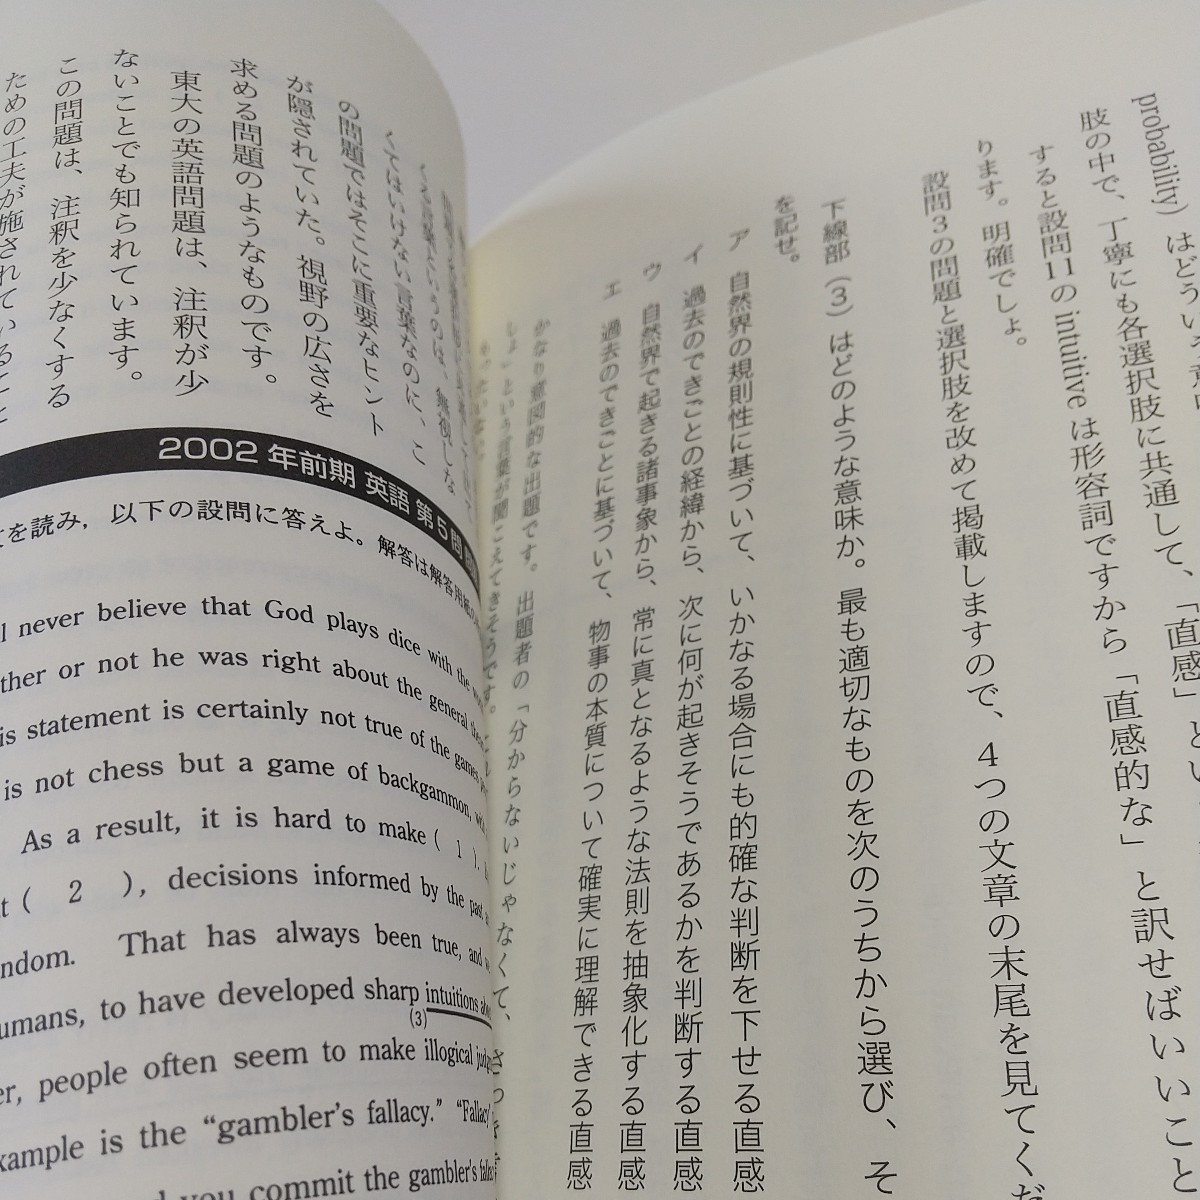 probability) はどういう
肢の中で、丁寧にも各選択肢に共通して、「直感」とい
すると設問11の intuitive は形容詞ですから「直感的な」と訳せばいいこと
ります。明確でしょ。
設問3の問題と選択肢を改めて掲載しますので、4つの文章の末尾を見てくだ
下線部(3)はどのような意味か。最も適切なものを次のうちから選び、そ
を記せ。
ア 自然界の規則性に基づいて、いかなる場合にも的確な判断を下せる直感
イ 過去のできごとの経緯から、次に何が起きそうであるかを判断する直感
ウ 自然界で起きる諸事象から、常に真となるような法則を抽象化する直感
エ 過去のできごとに基づいて、物事の本質について確実に理解できる直感
かなり意図的な出題です。出題者の「分からないじゃなくて、さっ
しょ」という言葉が聞こえてきそうです。
くる言葉というのは、無視しな
くてはいけない言葉なのに、こ
の問題ではそこに重要なヒント
が隠されていた。視野の広さを
求める問題のようなものです。
東大の英語問題は、注釈が少
ないことでも知られています。
この問題は、注釈を少なくする
ための工夫が施されていること
2002 年前期 英語 第5問
を読み，以下の設問に答えよ。解答は解答用紙の
I never believe that God plays dice with the
ther or not he was right about the general
is statement is certainly not true of the games
is not chess but a game of backgammon,
As a result, it is hard to make ( 1 ).
t ( 2 ), decisions informed by the past
ndom. That has always been true, and
umans, to have developed sharp intuitions
(3)
er, people often seem to make illogical
xample is the “gambler's fallacy.” “Fallacy”
you commit the gambler's